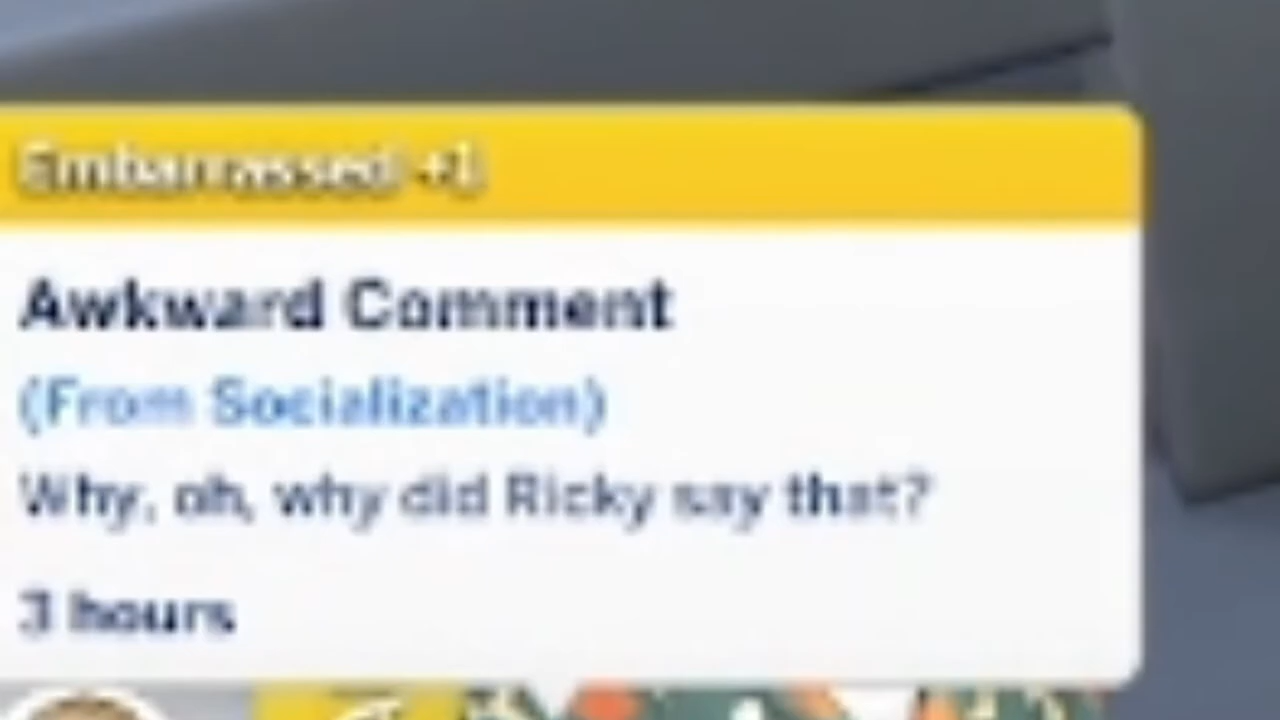 Embarrassed +1
Awkward Comment
(From Socialization)
Why, oh, why did Ricky say that?
3 hours